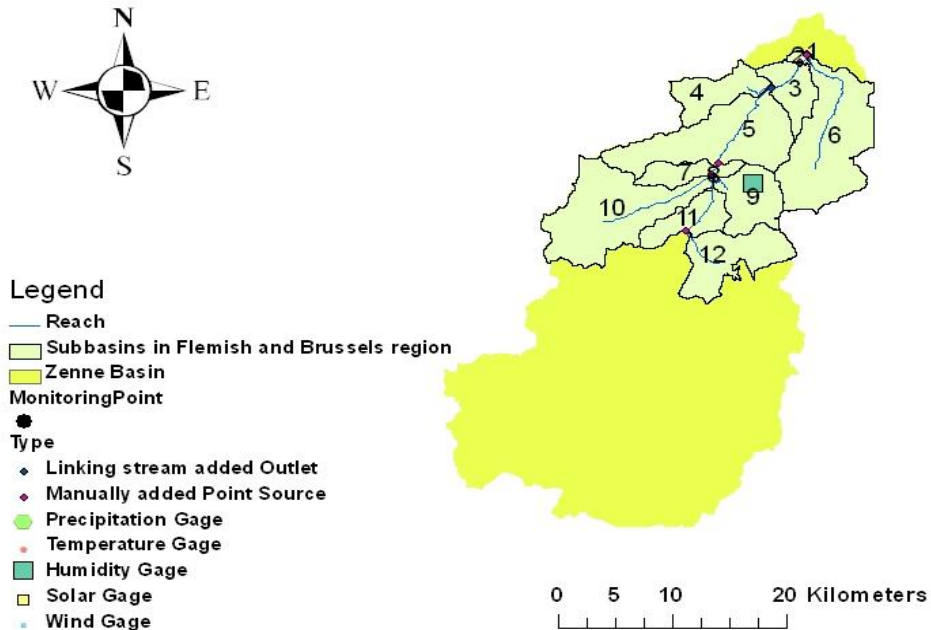 N
W E
S
21
4 3
5 6
7 8
9
10
11
12
Legend
Reach
Subbasins in Flemish and Brussels region
Zenne Basin
MonitoringPoint
Type
Linking stream added Outlet
Manually added Point Source
Precipitation Gage
Temperature Gage
Humidity Gage
Solar Gage
Wind Gage
0 5 10 20 Kilometers